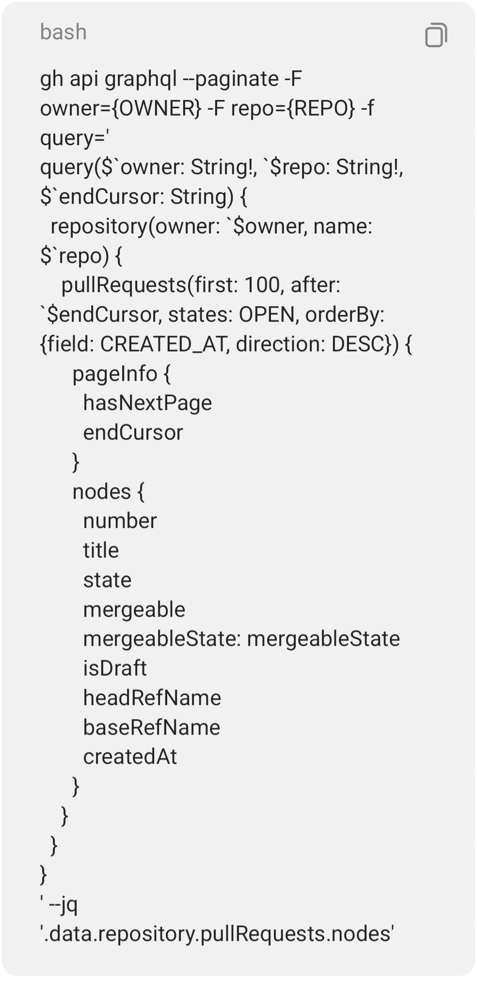 bash
gh api graphql --paginate -F
owner={OWNER} -F repo={REPO} -f
query='
query($`owner: String!, `$repo: String!,
$`endCursor: String) {
  repository(owner: `$owner, name:
$`repo) {
    pullRequests(first: 100, after:
`$endCursor, states: OPEN, orderBy:
{field: CREATED_AT, direction: DESC}) {
      pageInfo {
        hasNextPage
        endCursor
      }
      nodes {
        number
        title
        state
        mergeable
        mergeableState: mergeableState
        isDraft
        headRefName
        baseRefName
        createdAt
      }
    }
  }
}
' --jq
'.data.repository.pullRequests.nodes'